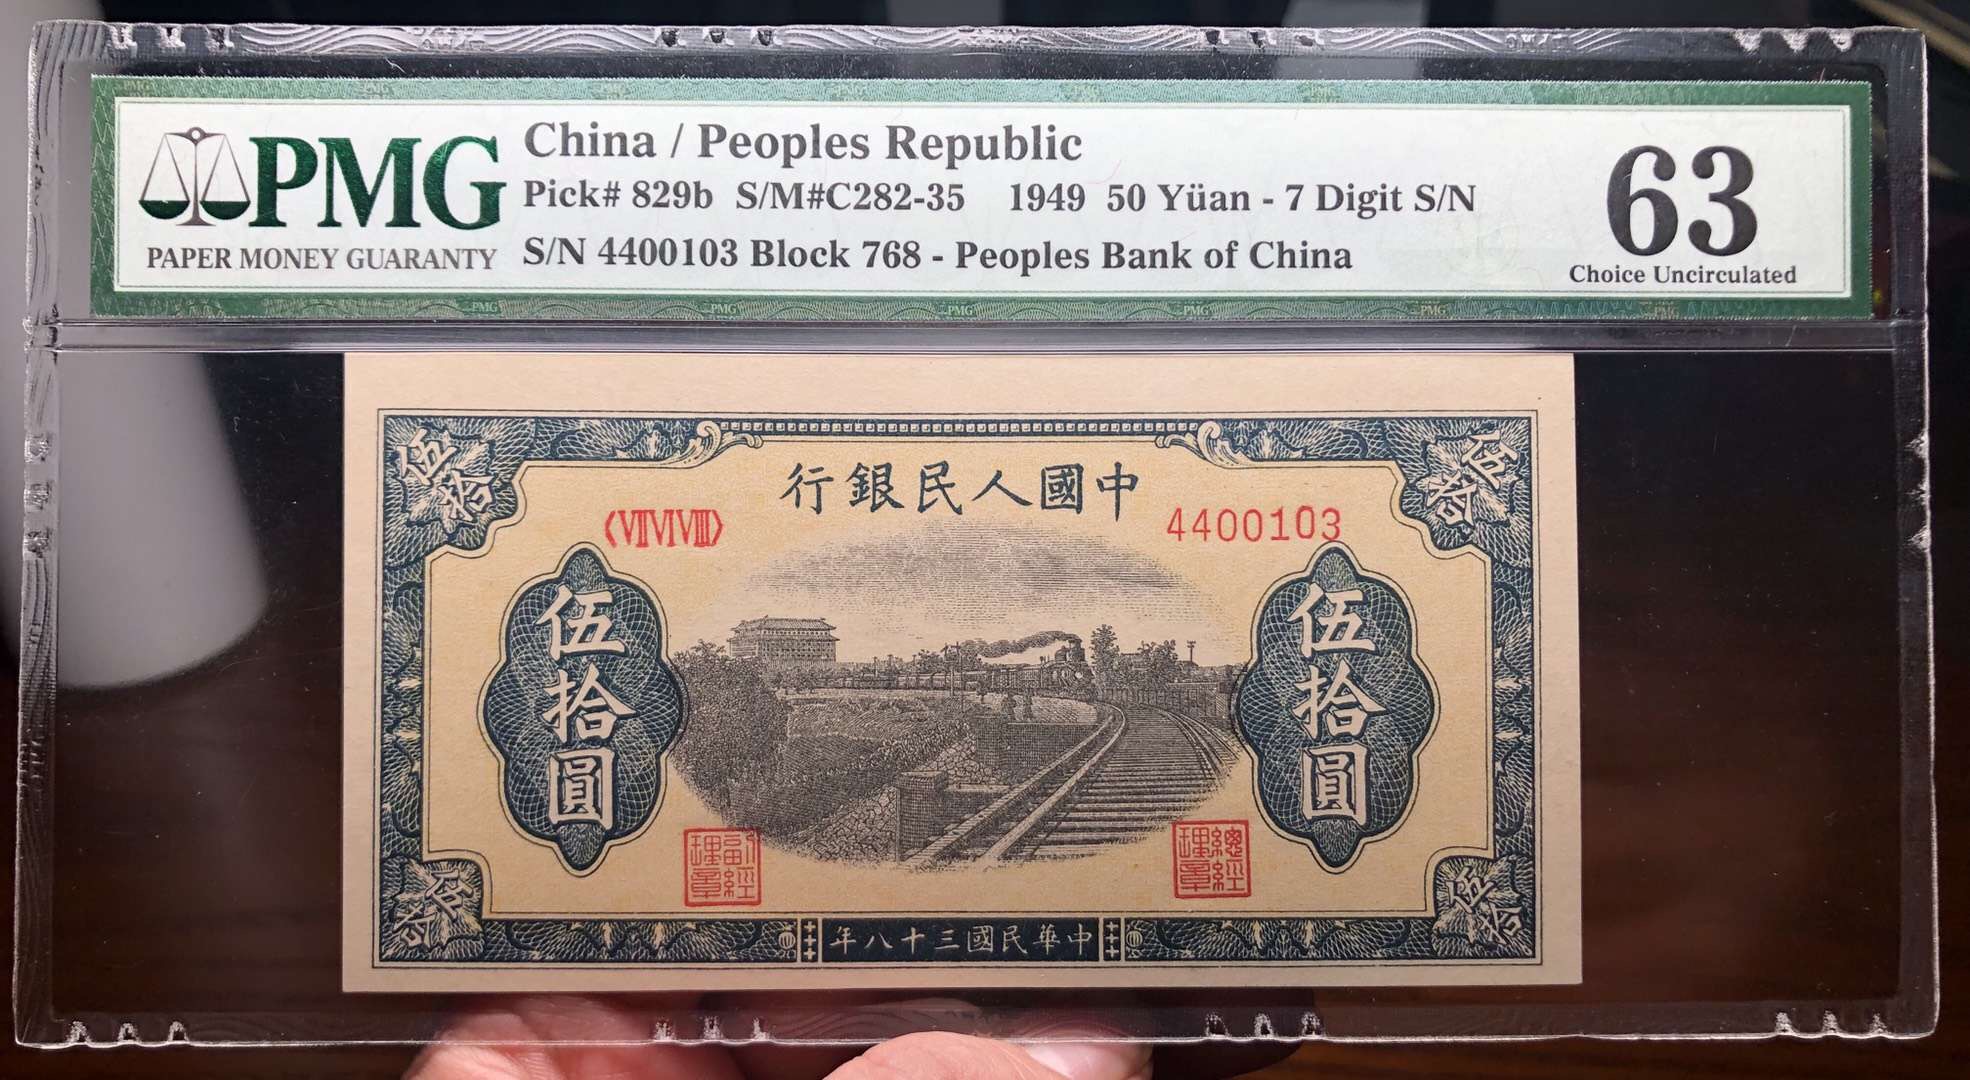 PMG
PAPER MONEY GUARANTY
China / Peoples Republic
Pick# 829b S/M#C282-35 1949 50 Yüan - 7 Digit S/N
S/N 4400103 Block 768 - Peoples Bank of China
63
Choice Uncirculated
伍拾
伍拾
行銀民人國中
(ⅦⅥⅧ)
4400103
伍拾圓
伍拾圓
副經理章
總經理章
伍拾
伍拾
年八十三國民華中